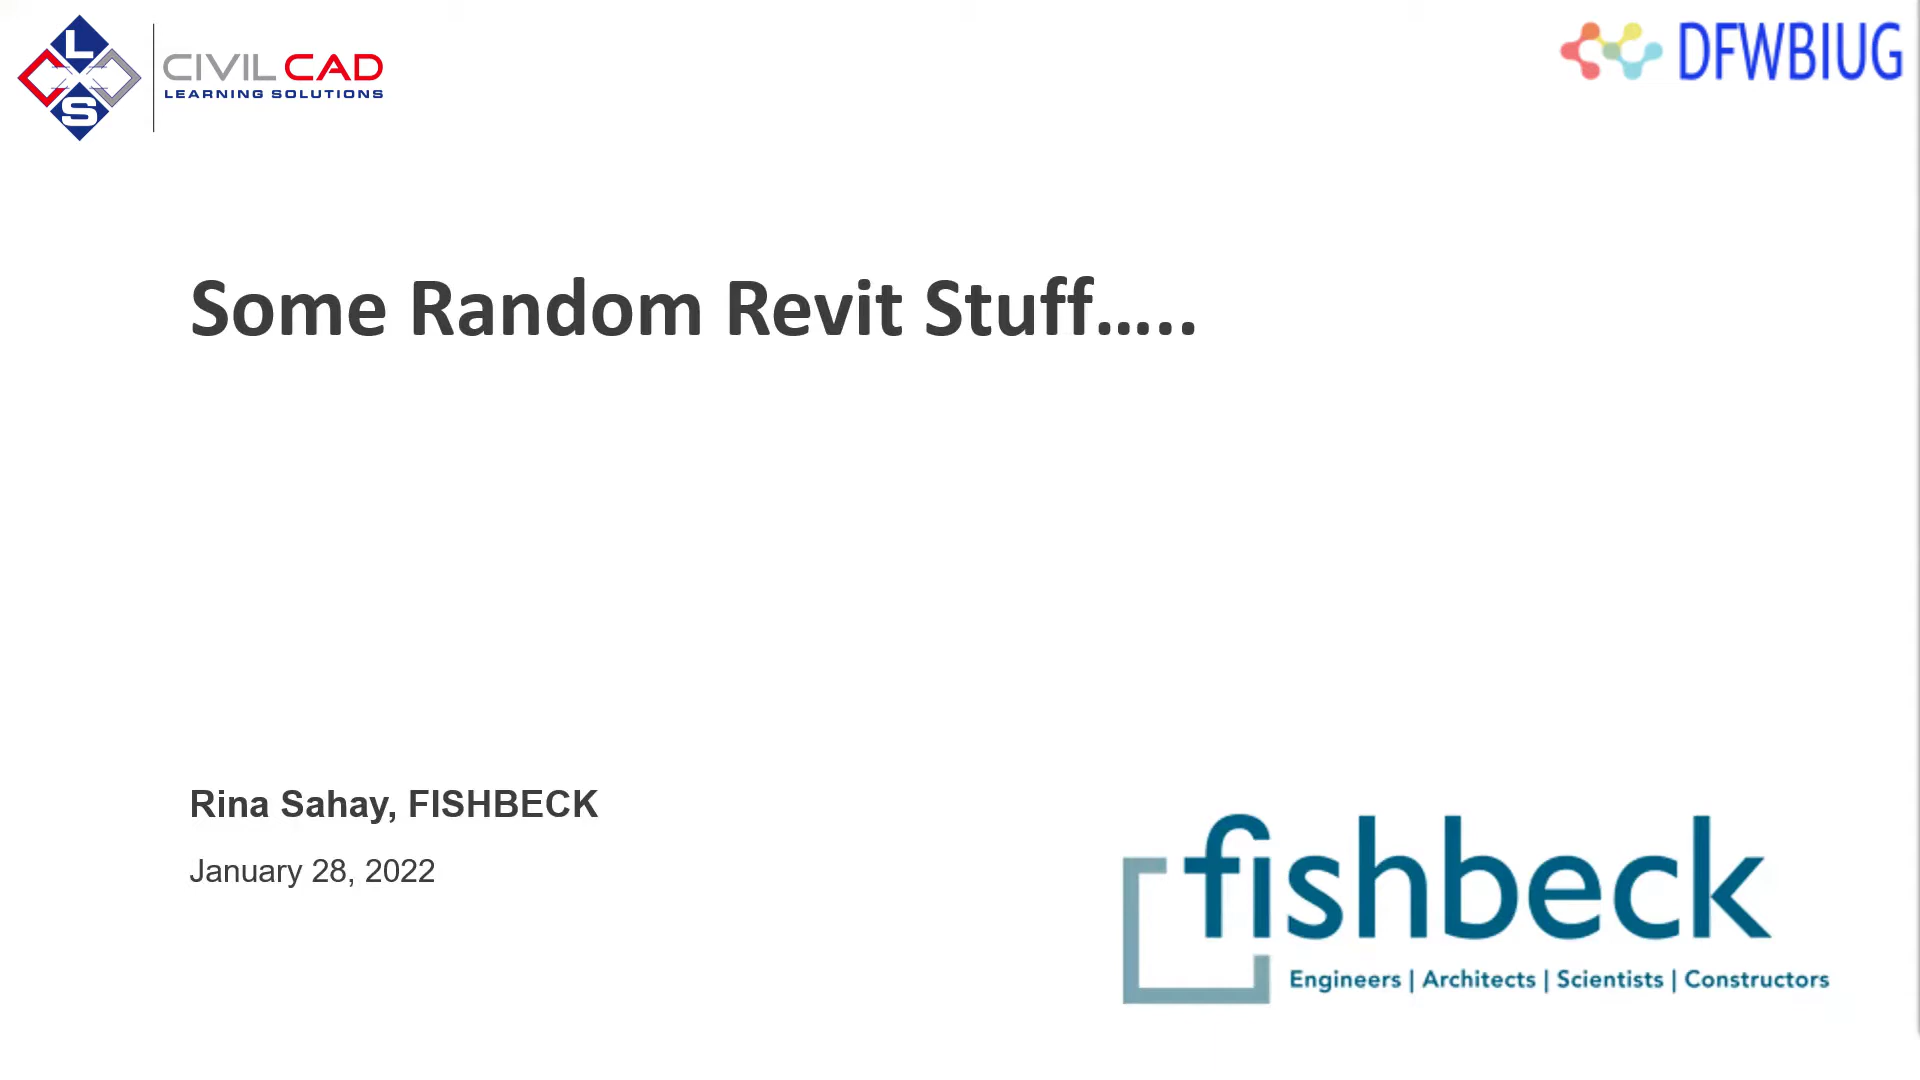 L
S
CIVIL CAD
LEARNING SOLUTIONS
DFWBIUG
Some Random Revit Stuff…..
Rina Sahay, FISHBECK
January 28, 2022
fishbeck
Engineers | Architects | Scientists | Constructors